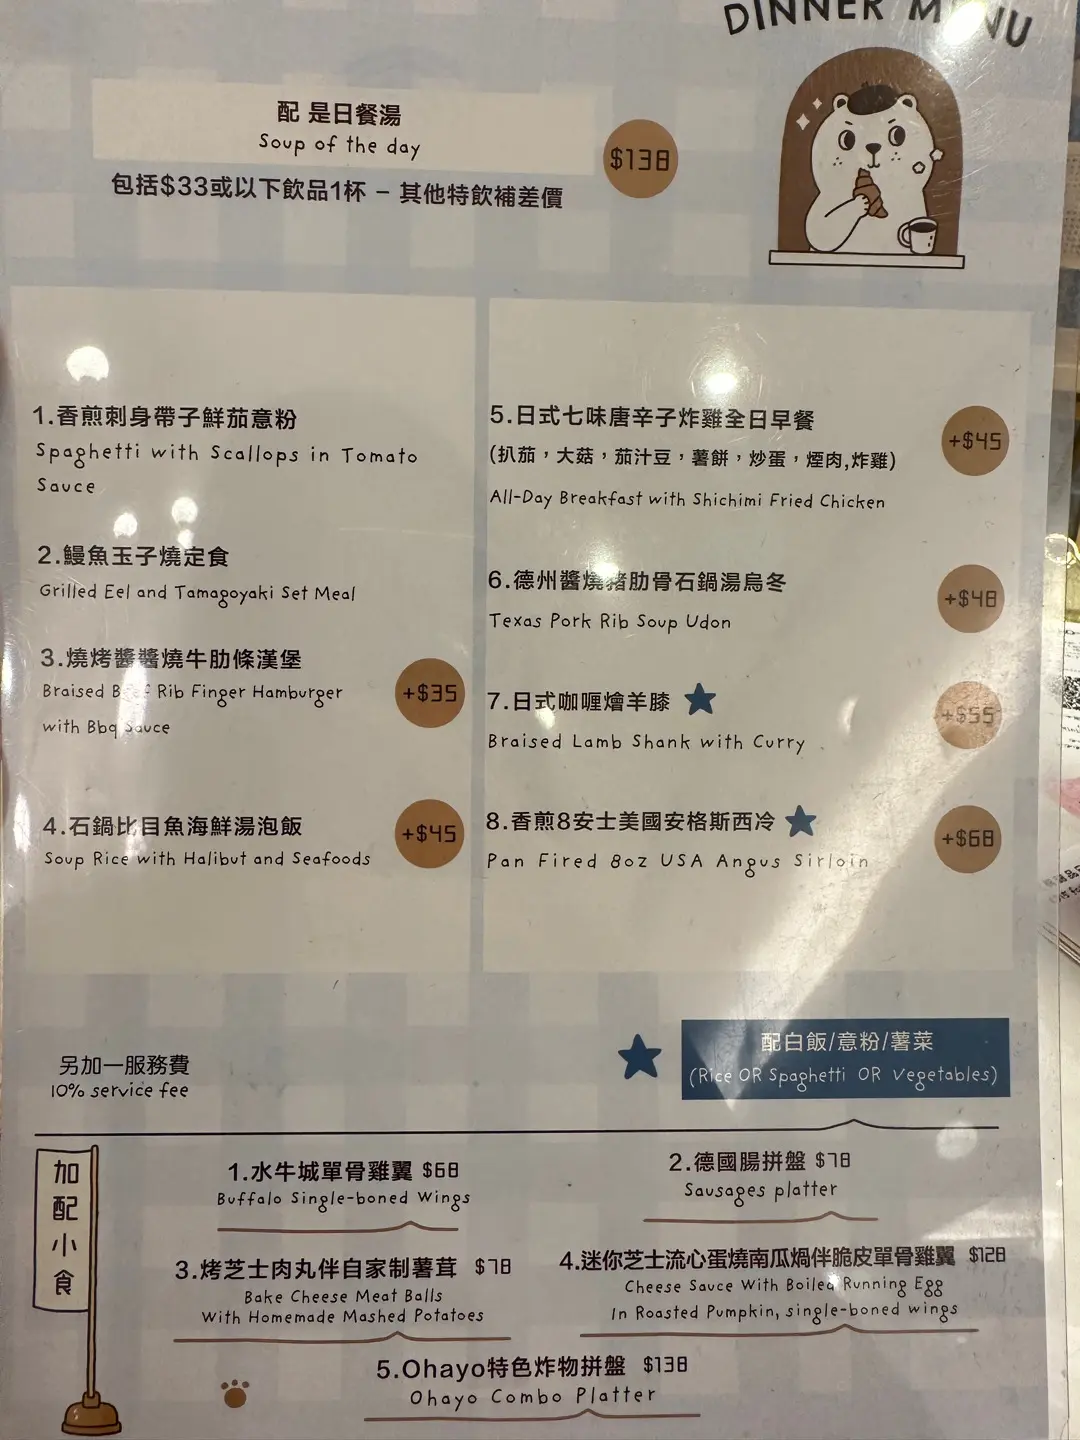 DINNER MENU
配 是日餐湯
Soup of the day
$138
包括$33或以下飲品1杯 – 其他特飲補差價
1.香煎刺身帶子鮮茄意粉
Spaghetti with Scallops in Tomato
Sauce
2.鰻魚玉子燒定食
Grilled Eel and Tamagoyaki Set Meal
3.燒烤醬醬燒牛肋條漢堡
Braised Beef Rib Finger Hamburger
with Bbq Sauce
+$35
4.石鍋比目魚海鮮湯泡飯
Soup Rice with Halibut and Seafoods
+$45
5.日式七味唐辛子炸雞全日早餐
(扒茄，大菇，茄汁豆，薯餅，炒蛋，煙肉,炸雞)
All-Day Breakfast with Shichimi Fried Chicken
+$45
6.德州醬燒豬肋骨石鍋湯烏冬
Texas Pork Rib Soup Udon
+$48
7.日式咖喱燴羊膝
Braised Lamb Shank with Curry
+$55
8.香煎8安士美國安格斯西冷
Pan Fired 8oz USA Angus Sirloin
+$68
另加一服務費
10% service fee
配白飯/意粉/薯菜
(Rice OR Spaghetti OR Vegetables)
加配小食
1.水牛城單骨雞翼 $68
Buffalo Single-boned Wings
2.德國腸拼盤 $78
Sausages platter
3.烤芝士肉丸伴自家制薯茸 $78
Bake Cheese Meat Balls
With Homemade Mashed Potatoes
4.迷你芝士流心蛋燒南瓜煱伴脆皮單骨雞翼 $128
Cheese Sauce With Boiled Running Egg
In Roasted Pumpkin, single-boned wings
5.Ohayo特色炸物拼盤 $138
Ohayo Combo Platter